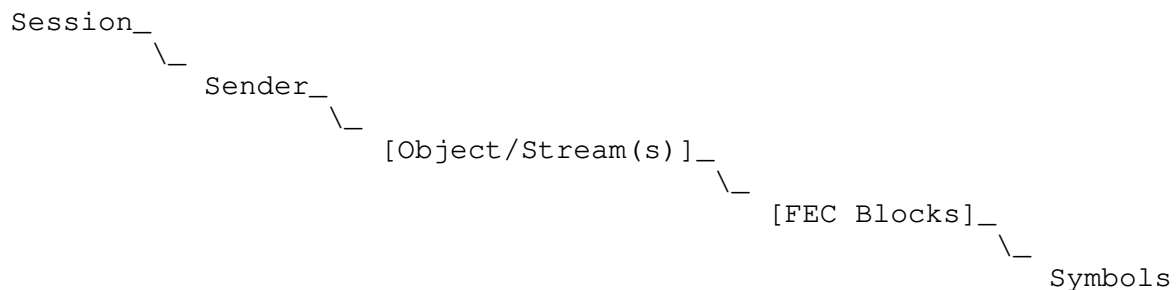 Session_
\_
Sender_
\_
[Object/Stream(s)]_
\_
[FEC Blocks]_
\_
Symbols